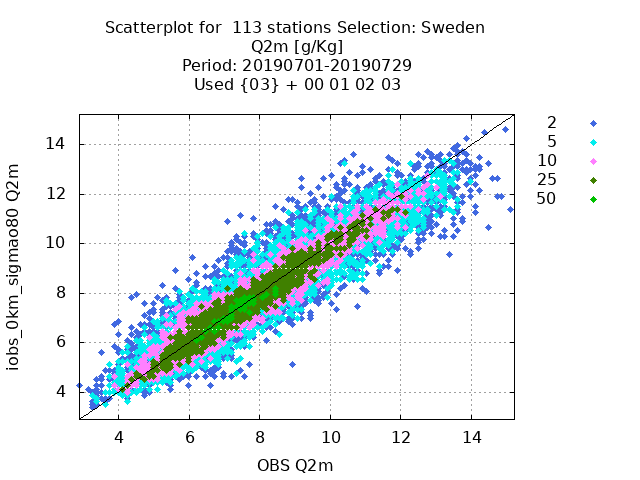 Scatterplot for  113 stations Selection: Sweden
Q2m [g/Kg]
Period: 20190701-20190729
Used {03} + 00 01 02 03
2
5
10
25
50
14
12
10
8
6
4
iobs_0km_sigmao80 Q2m
4
6
8
10
12
14
OBS Q2m